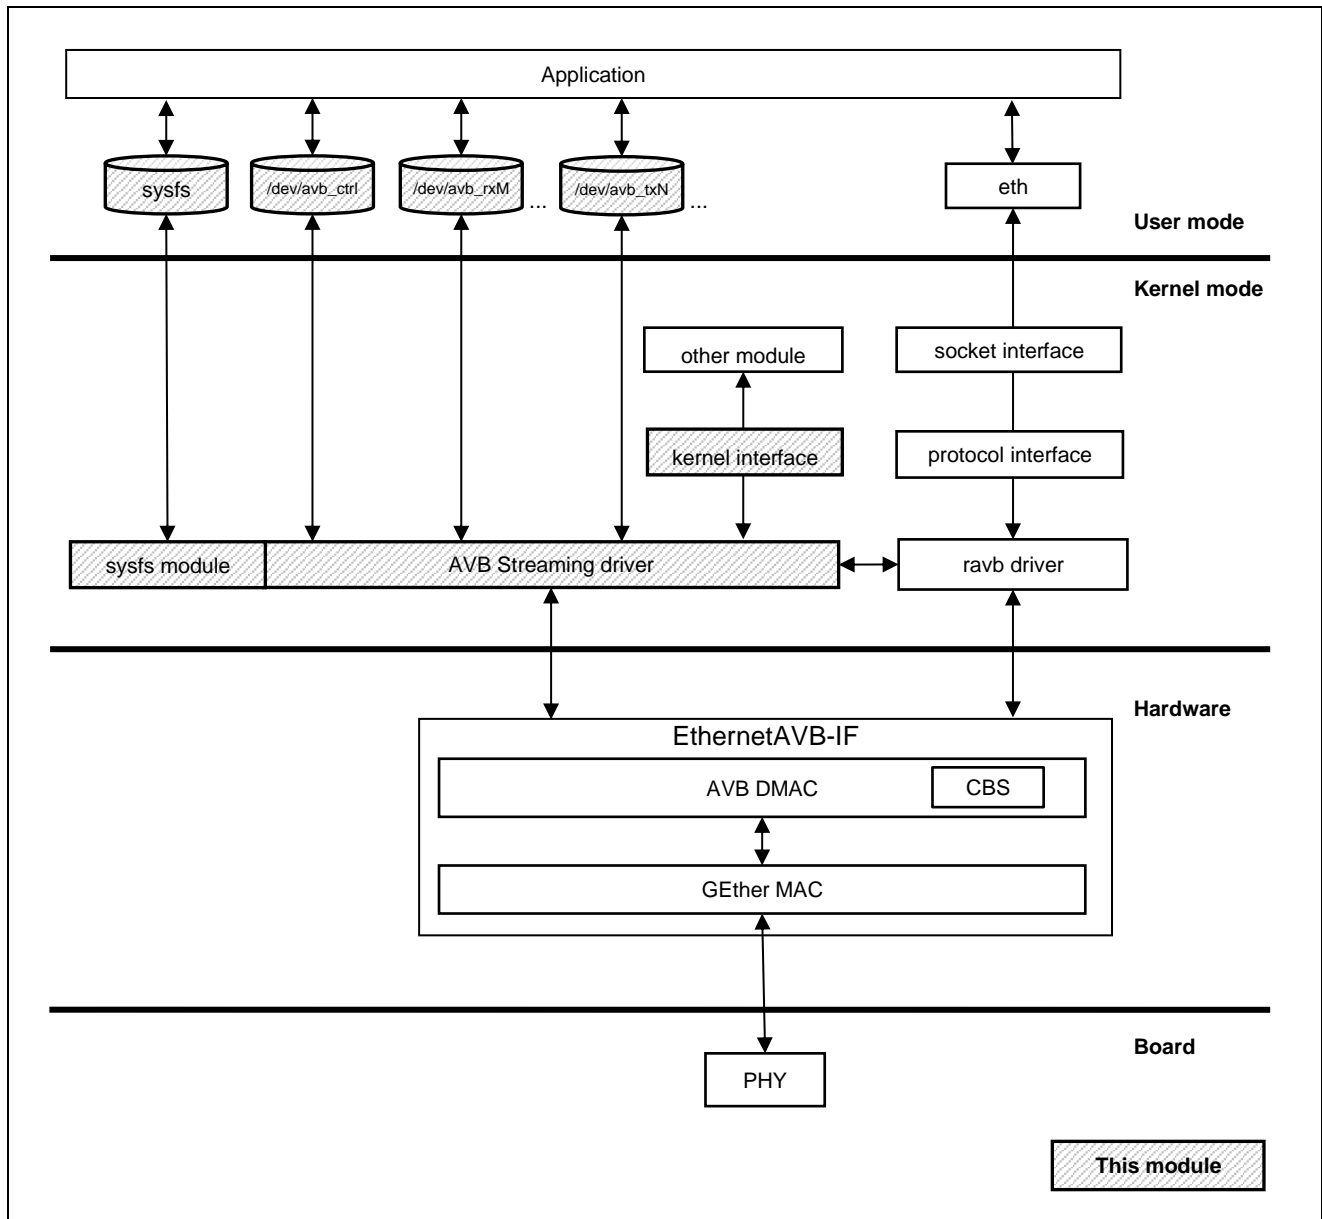 Application
sysfs
/dev/avb_ctrl
/dev/avb_rxM
...
/dev/avb_txN
...
eth
User mode
Kernel mode
other module
socket interface
kernel interface
protocol interface
sysfs module
AVB Streaming driver
ravb driver
Hardware
EthernetAVB-IF
AVB DMAC
CBS
GEther MAC
Board
PHY
This module